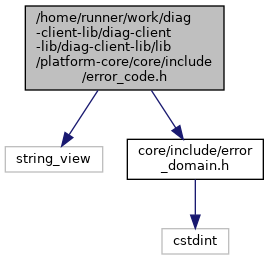 /home/runner/work/diag
-client-lib/diag-client
-lib/diag-client-lib/lib
/platform-core/core/include
/error_code.h
string_view
core/include/error
_domain.h
cstdint